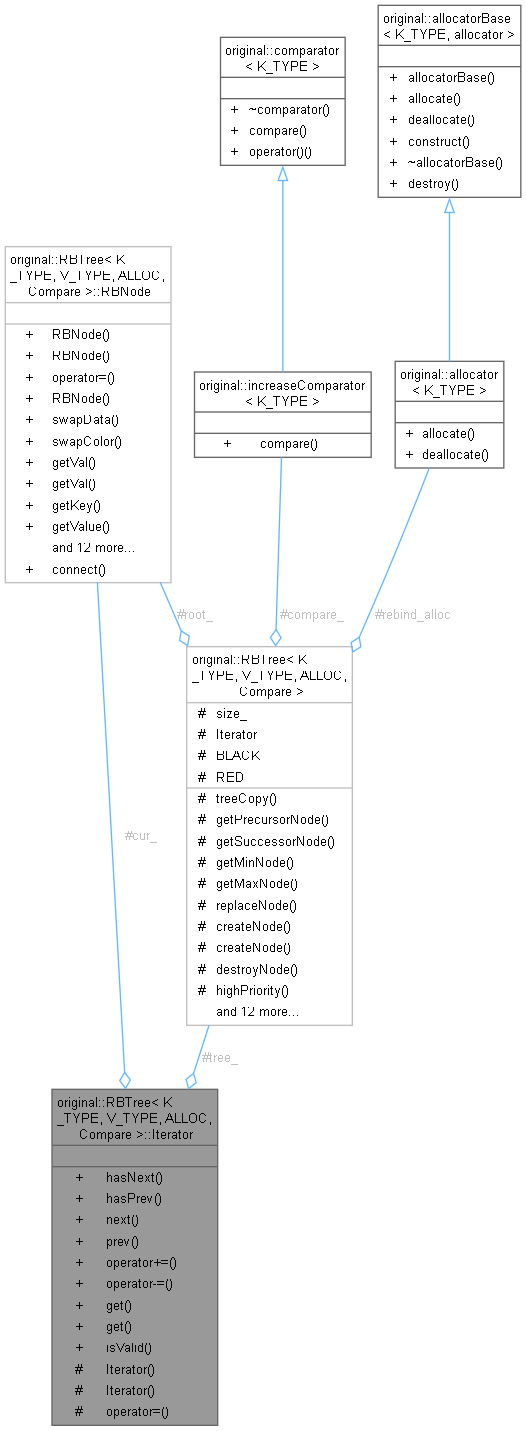 original::allocatorBase
< K_TYPE, allocator >
+ allocatorBase()
+ allocate()
+ deallocate()
+ construct()
+ ~allocatorBase()
+ destroy()
original::comparator
< K_TYPE >
+ ~comparator()
+ compare()
+ operator()()
original::RBTree< K
_TYPE, V_TYPE, ALLOC,
Compare >::RBNode
+ RBNode()
+ RBNode()
+ operator=()
+ RBNode()
+ swapData()
+ swapColor()
+ getVal()
+ getVal()
+ getKey()
+ getValue()
and 12 more...
+ connect()
original::increaseComparator
< K_TYPE >
+ compare()
original::allocator
< K_TYPE >
+ allocate()
+ deallocate()
#root_
#compare_
#rebind_alloc
original::RBTree< K
_TYPE, V_TYPE, ALLOC,
Compare >
# size_
# Iterator
# BLACK
# RED
# treeCopy()
# getPrecursorNode()
# getSuccessorNode()
# getMinNode()
# getMaxNode()
# replaceNode()
# createNode()
# createNode()
# destroyNode()
# highPriority()
and 12 more...
#cur_
#tree_
original::RBTree< K
_TYPE, V_TYPE, ALLOC,
Compare >::Iterator
+ hasNext()
+ hasPrev()
+ next()
+ prev()
+ operator+=()
+ operator-=()
+ get()
+ get()
+ isValid()
# Iterator()
# Iterator()
# operator=()